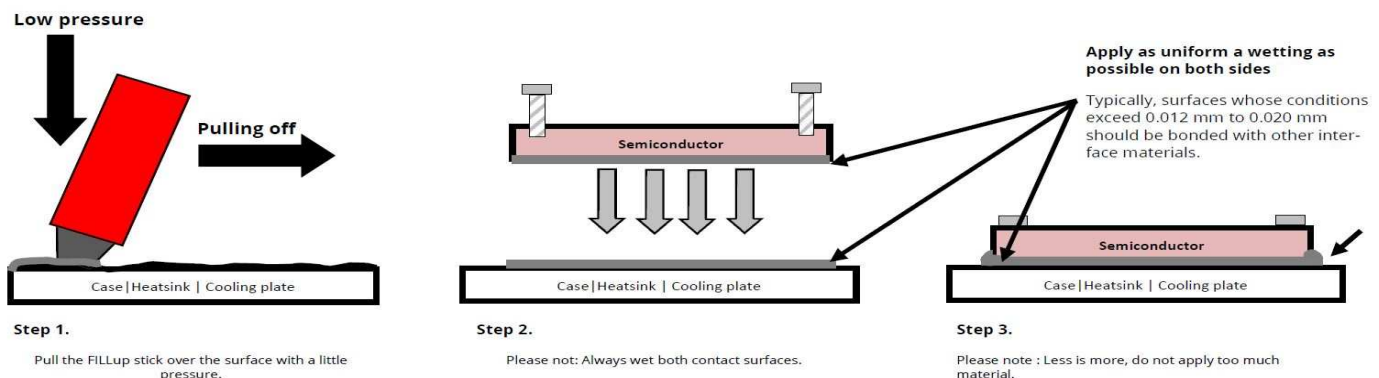 Low pressure
Pulling off
Case|Heatsink | Cooling plate
Step 1.
Pull the FILLup stick over the surface with a little
pressure.
Semiconductor
Case|Heatsink | Cooling plate
Step 2.
Please not: Always wet both contact surfaces.
Apply as uniform a wetting as
possible on both sides
Typically, surfaces whose conditions
exceed 0.012 mm to 0.020 mm
should be bonded with other inter-
face materials.
Semiconductor
Case|Heatsink | Cooling plate
Step 3.
Please note : Less is more, do not apply too much
material.